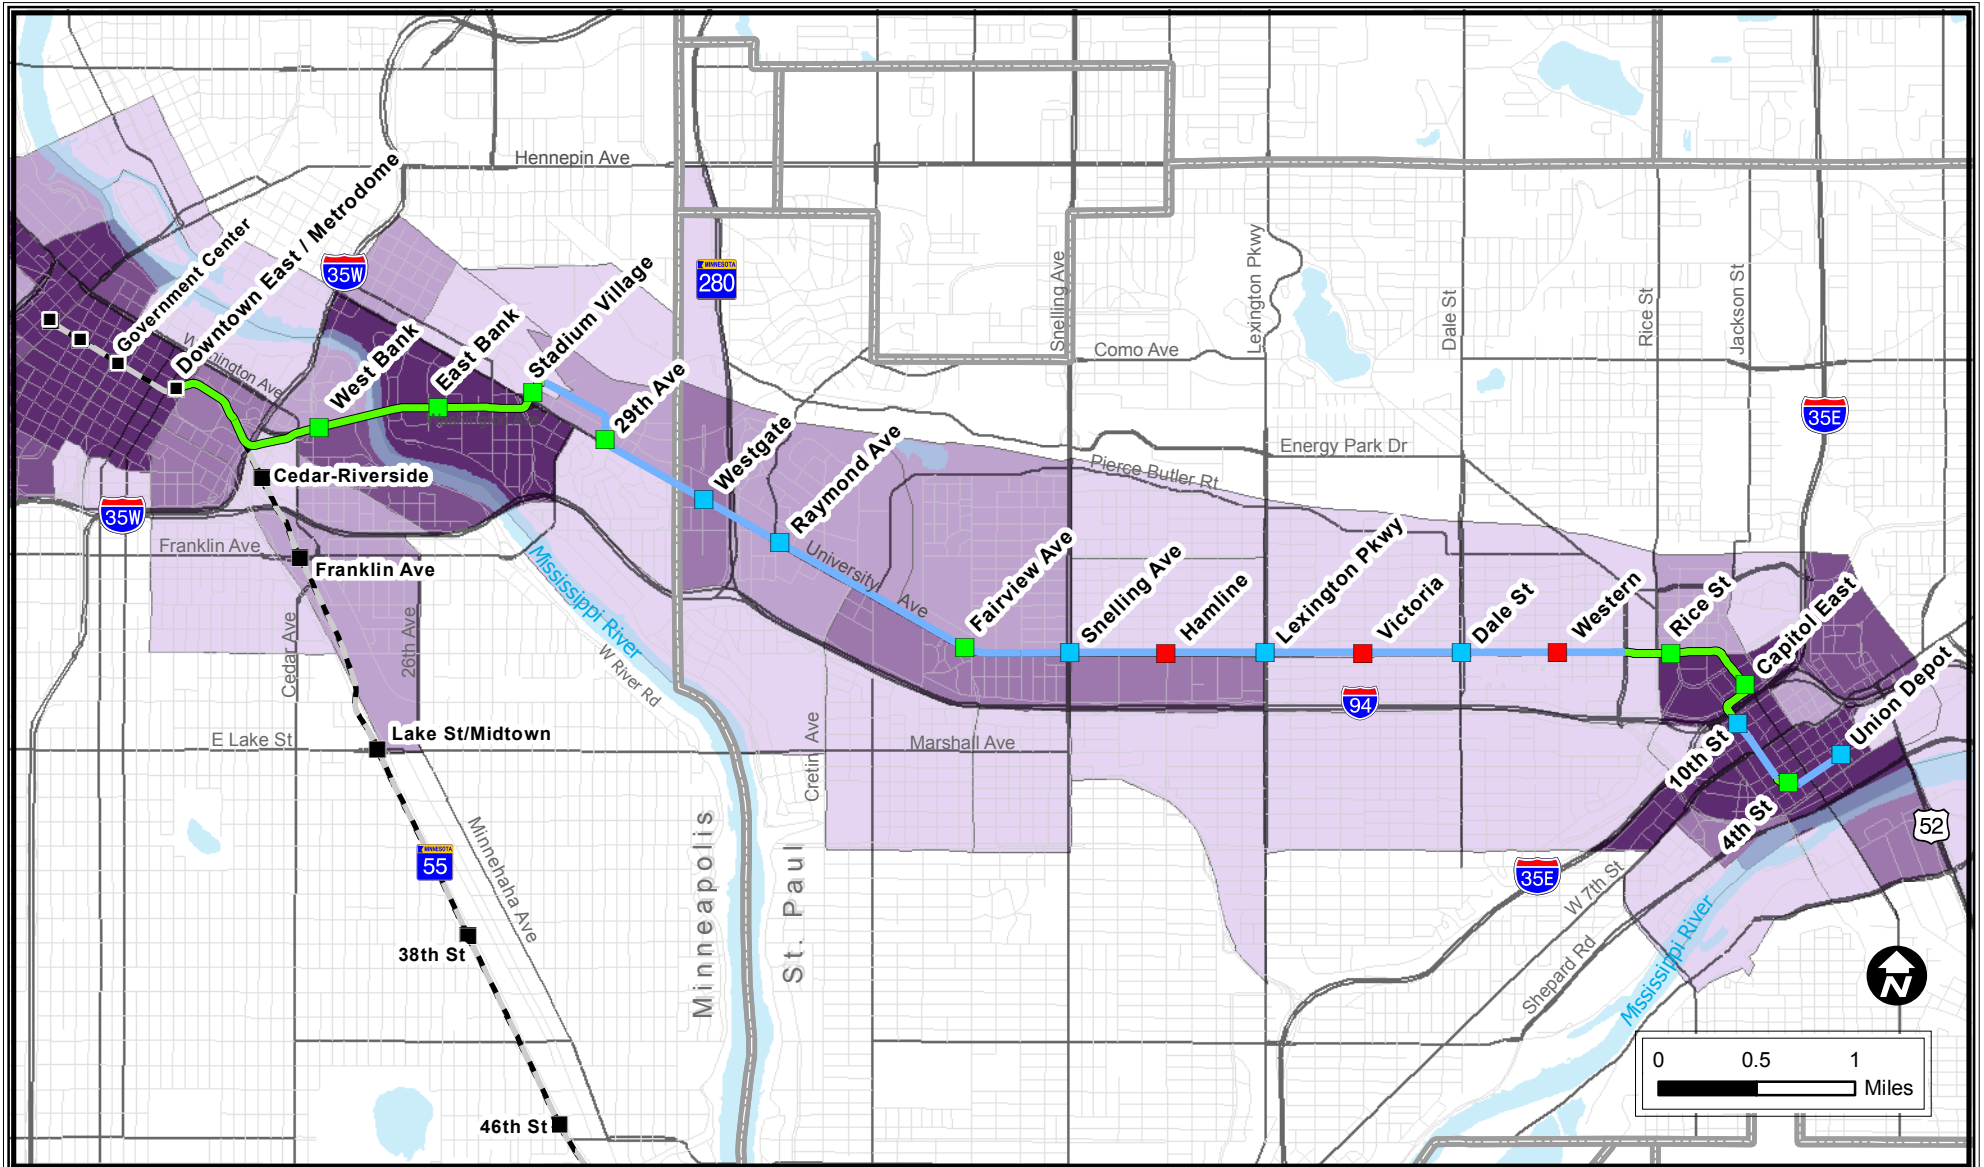 Hennepin Ave
Government Center
Downtown East / Metrodome
35W
MINNESOTA
280
Stadium Village
East Bank
West Bank
29th Ave
Snelling Ave
Lexington Pkwy
Dale St
Rice St
Jackson St
Como Ave
35E
Westgate
Raymond Ave
Energy Park Dr
Pierce Butler Rt
Cedar-Riverside
35W
Franklin Ave
Franklin Ave
Mississippi River
University Ave
Fairview Ave
Snelling Ave
Hamline
Lexington Pkwy
Victoria
Dale St
Western
Rice St
Capitol East
Union Depot
Cedar Ave
26th Ave
W River Rd
94
E Lake St
Lake St/Midtown
Cretin Ave
Marshall Ave
10th St
4th St
52
MINNESOTA
55
Minnehaha Ave
Minneapolis
St. Paul
35E
W 7th St
38th St
Shepard Rd
Mississippi River
N
0 0.5 1
Miles
46th St